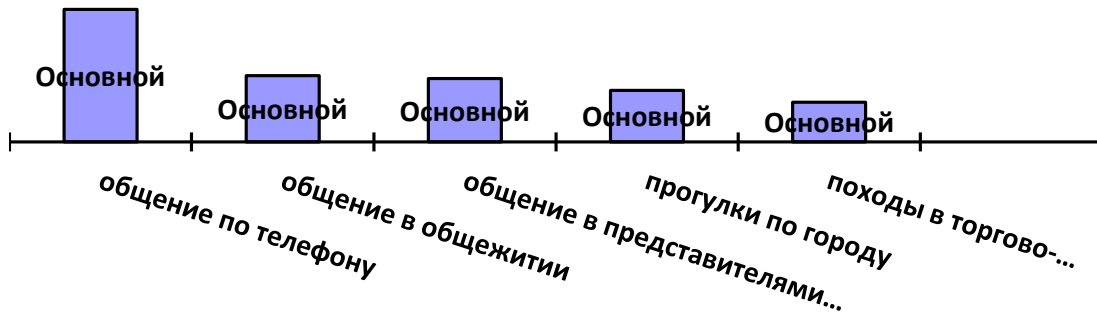 Основной
Основной
Основной
Основной
Основной
общение по телефону
общение в общежитии
общение в представителями...
прогулки по городу
походы в торгово-...